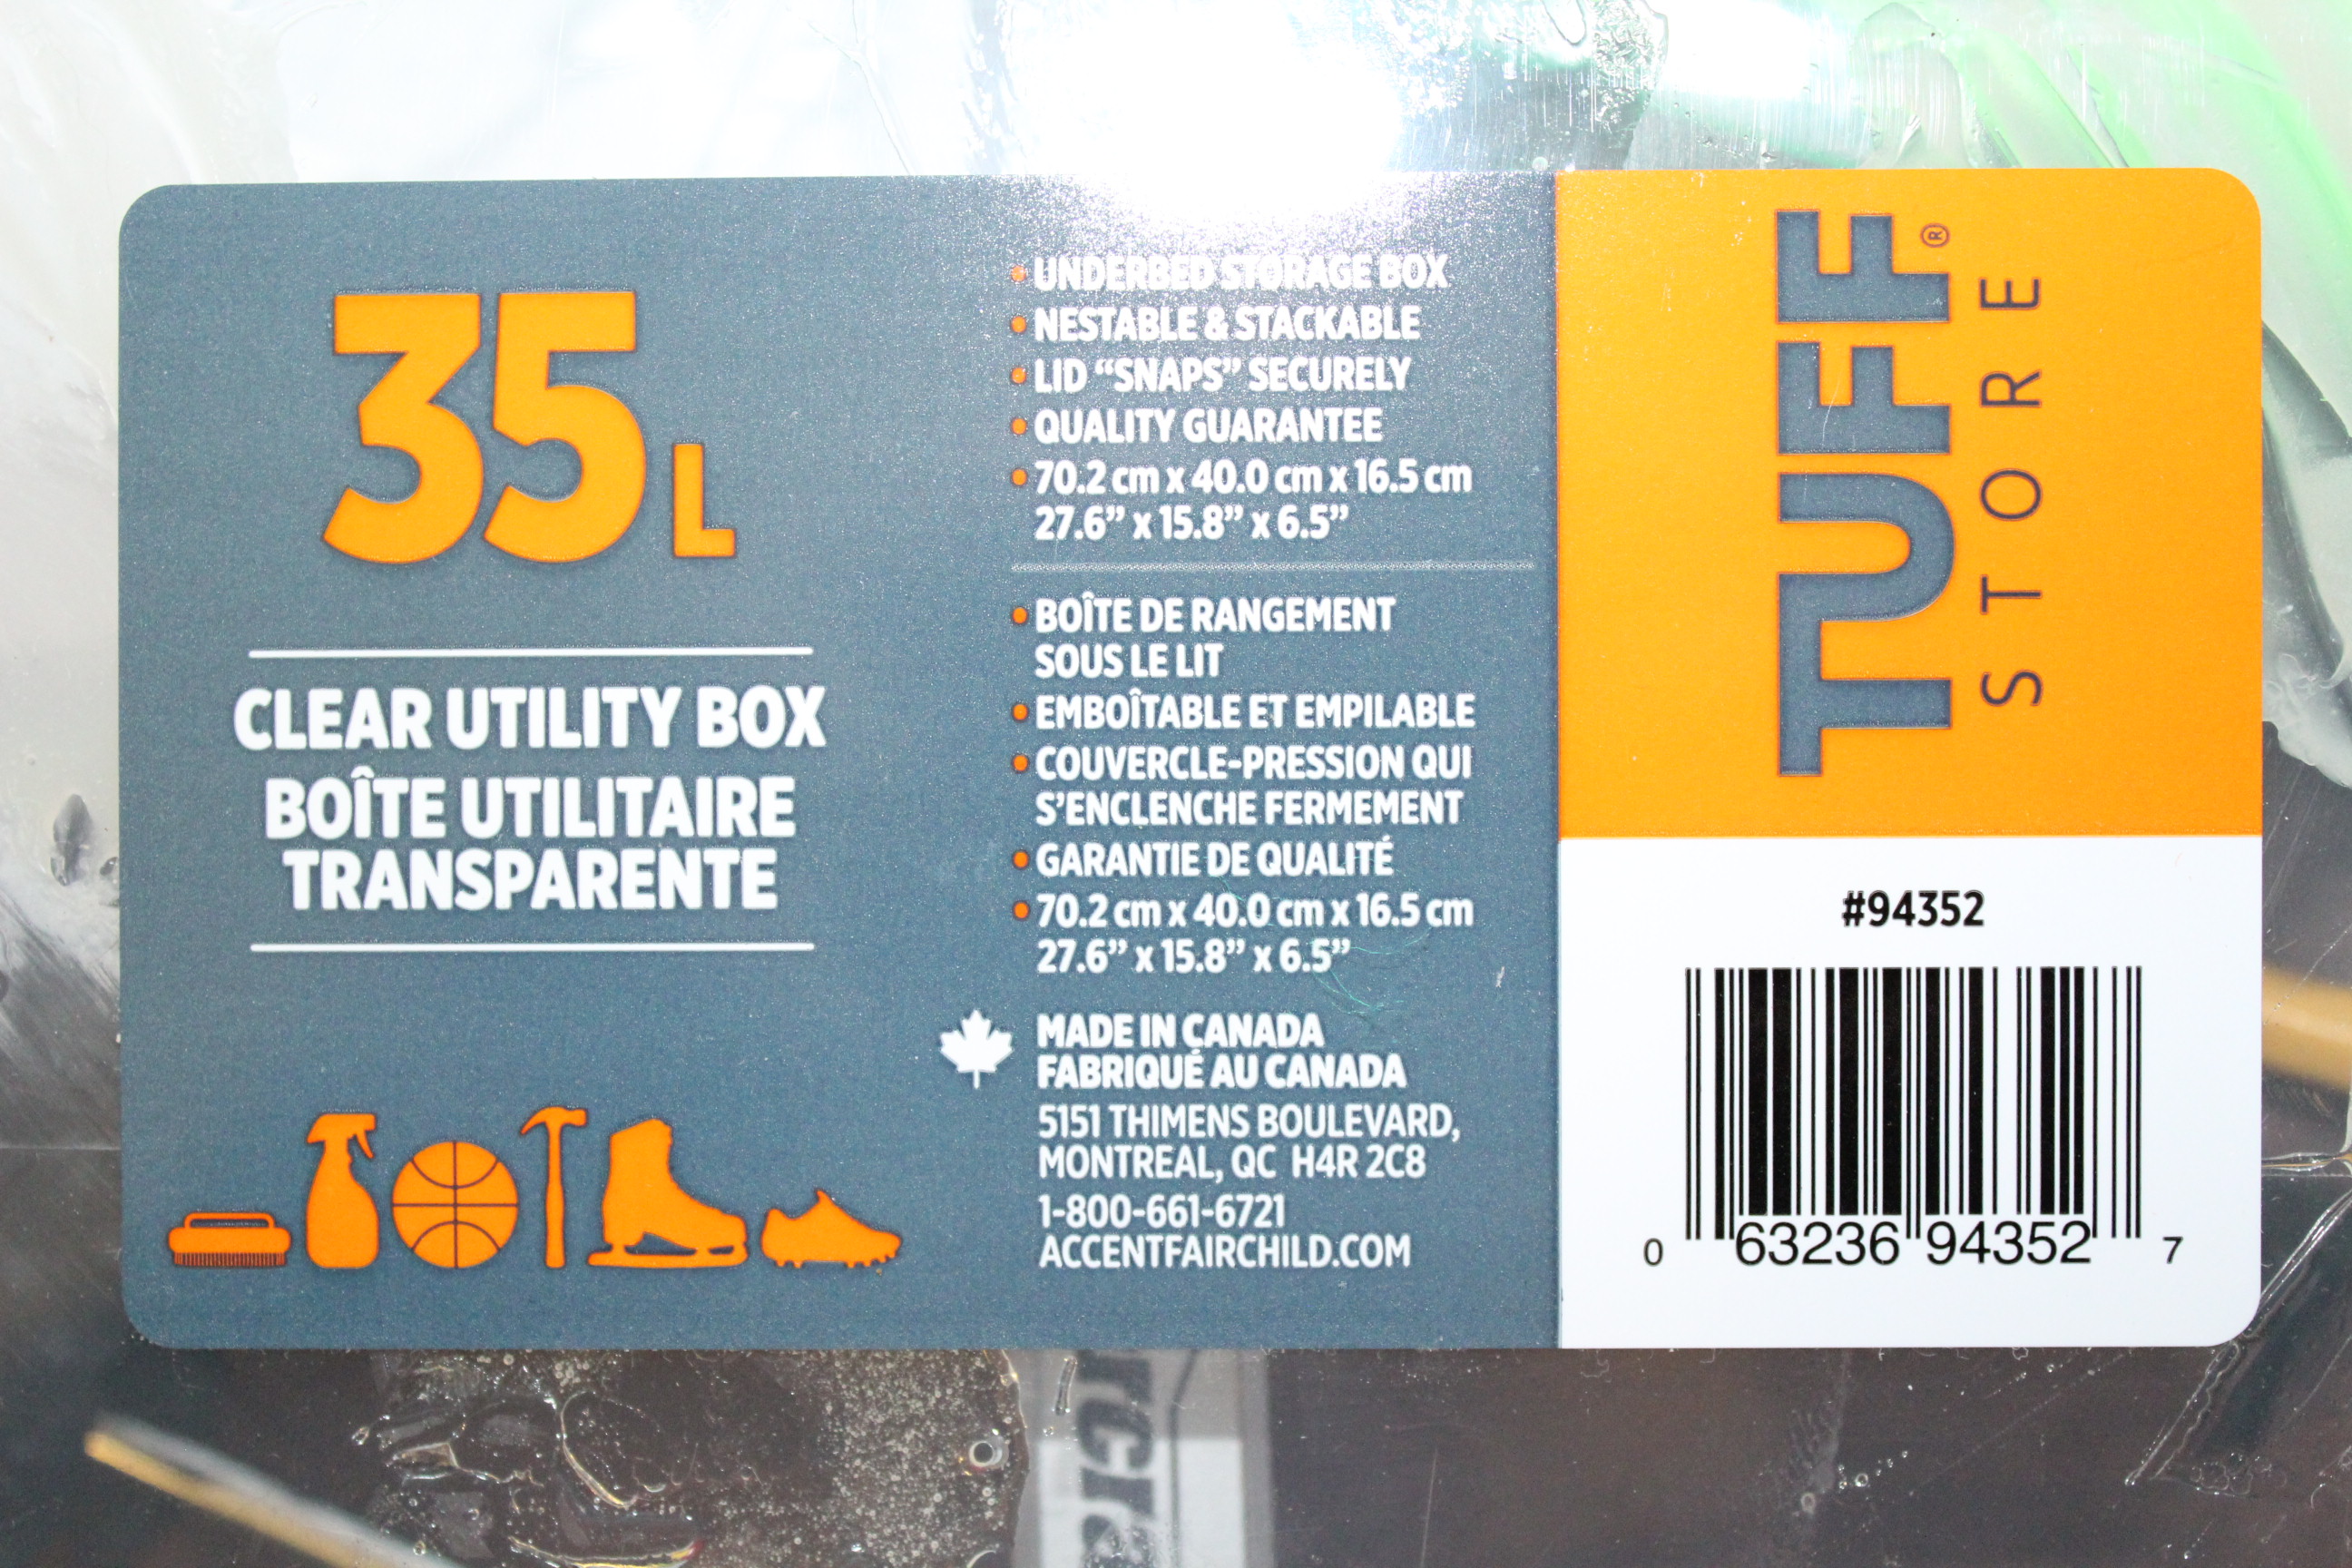 35 L
CLEAR UTILITY BOX
BOÎTE UTILITAIRE
TRANSPARENTE
• UNDERBED STORAGE BOX
• NESTABLE & STACKABLE
• LID “SNAPS” SECURELY
• QUALITY GUARANTEE
• 70.2 cm x 40.0 cm x 16.5 cm
27.6” x 15.8” x 6.5”
• BOÎTE DE RANGEMENT
SOUS LE LIT
• EMBOÎTABLE ET EMPILABLE
• COUVERCLE-PRESSION QUI
S’ENCLENCHE FERMEMENT
• GARANTIE DE QUALITÉ
• 70.2 cm x 40.0 cm x 16.5 cm
27.6” x 15.8” x 6.5”
MADE IN CANADA
FABRIQUÉ AU CANADA
5151 THIMENS BOULEVARD,
MONTREAL, QC H4R 2C8
1-800-661-6721
ACCENTFAIRCHILD.COM
TUFF®
STORE
#94352
0 63236 94352 7